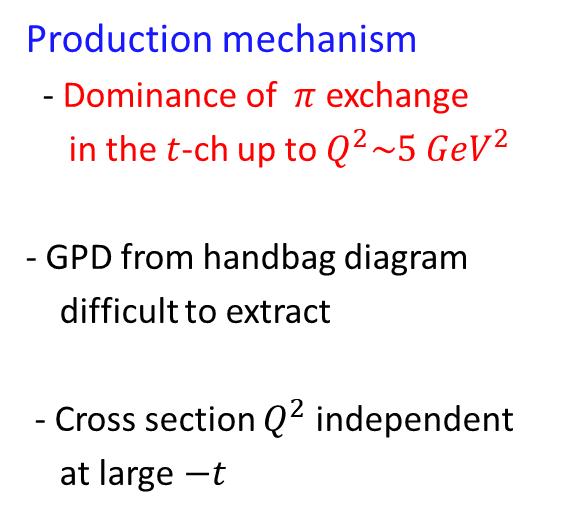 Production mechanism
- Dominance of π exchange
in the t-ch up to Q²~5 GeV²
- GPD from handbag diagram
difficult to extract
- Cross section Q² independent
at large −t